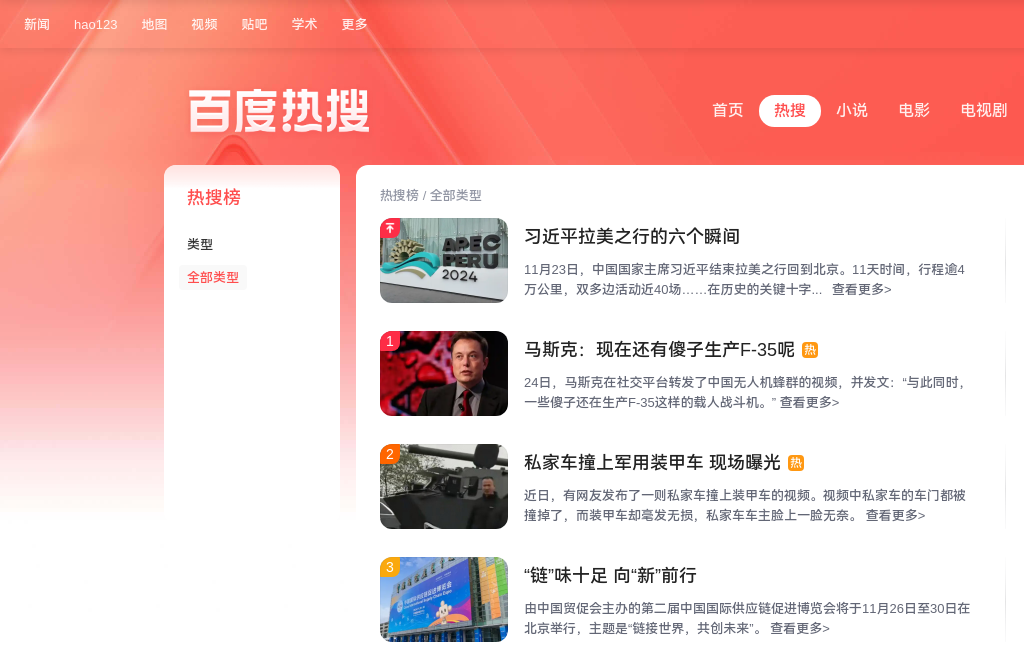 新闻 hao123 地图 视频 贴吧 学术 更多
百度热搜
首页 热搜 小说 电影 电视剧
热搜榜
类型
全部类型
热搜榜 / 全部类型
APEC
PERU
2024
习近平拉美之行的六个瞬间
11月23日，中国国家主席习近平结束拉美之行回到北京。11天时间，行程逾4
万公里，双多边活动近40场……在历史的关键十字... 查看更多>
1
马斯克：现在还有傻子生产F-35呢 热
24日，马斯克在社交平台转发了中国无人机蜂群的视频，并发文：“与此同时，
一些傻子还在生产F-35这样的载人战斗机。” 查看更多>
2
私家车撞上军用装甲车 现场曝光 热
近日，有网友发布了一则私家车撞上装甲车的视频。视频中私家车的车门都被
撞掉了，而装甲车却毫发无损，私家车车主脸上一脸无奈。 查看更多>
3
“链”味十足 向“新”前行
由中国贸促会主办的第二届中国国际供应链促进博览会将于11月26日至30日在
北京举行，主题是“链接世界，共创未来”。 查看更多>